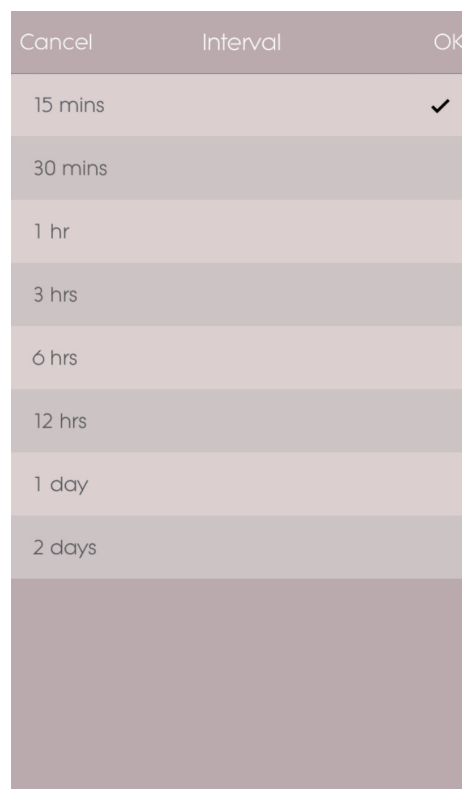 Cancel Interval OK
15 mins
30 mins
1 hr
3 hrs
6 hrs
12 hrs
1 day
2 days